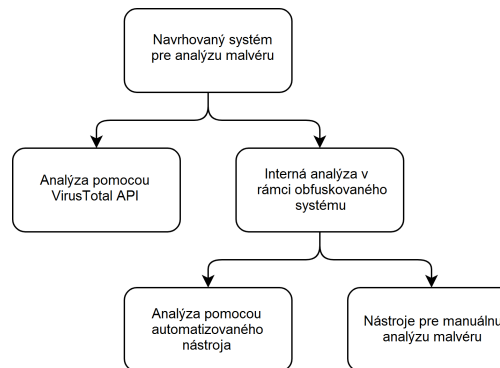 Navrhovaný systém
pre analýzu malvéru
Analýza pomocou
VirusTotal API
Interná analýza v
rámci obfuskovaného
systému
Analýza pomocou
automatizovaného
nástroja
Nástroje pre manuálnu
analýzu malvéru